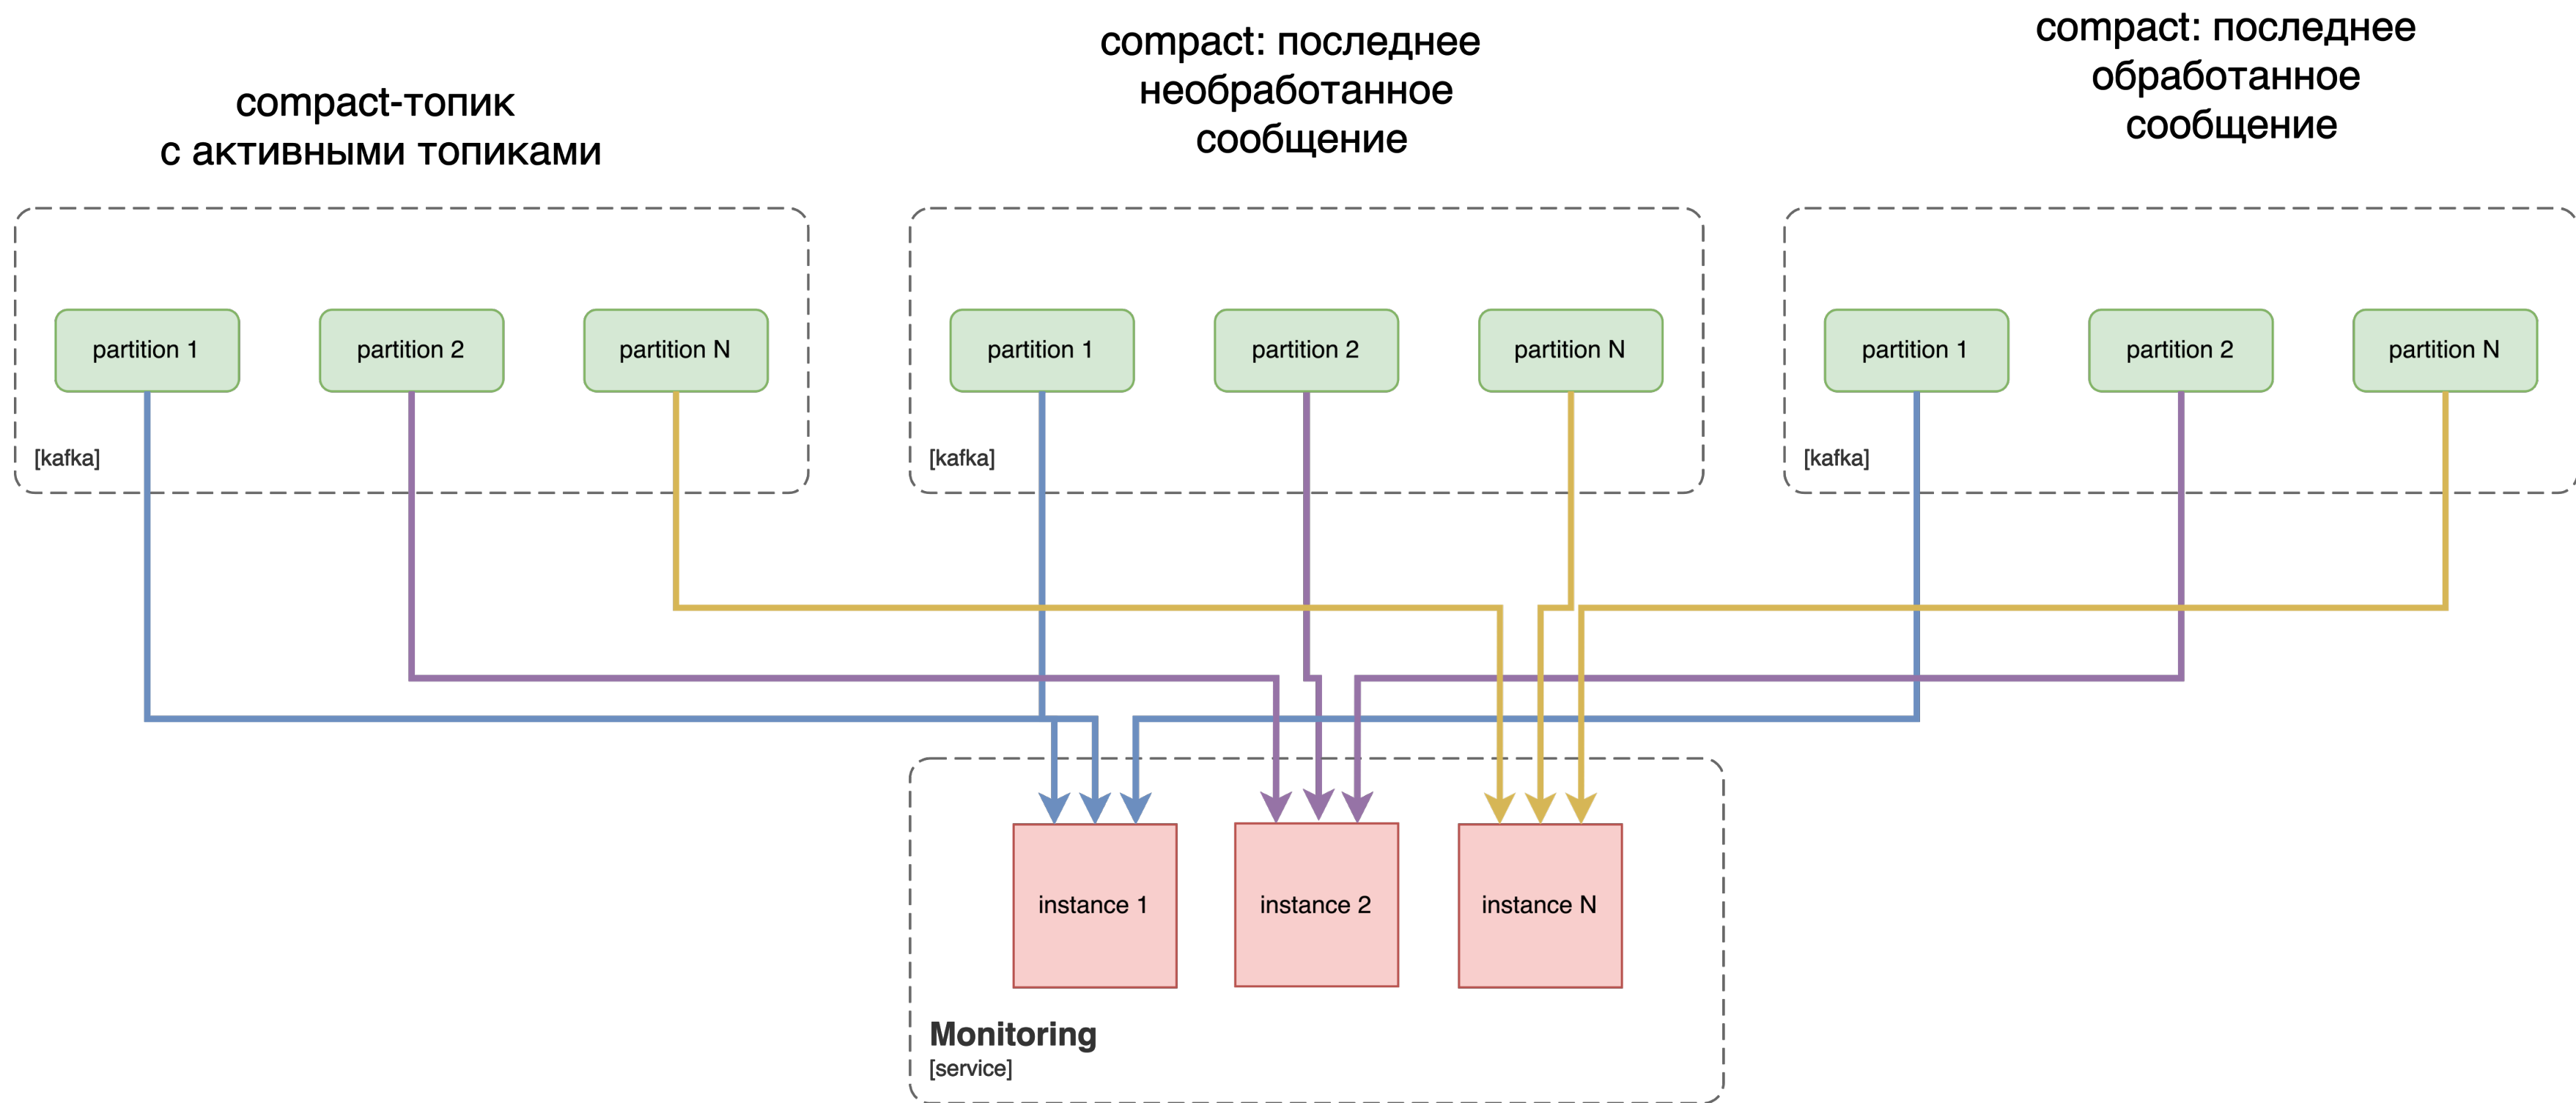 compact-топик
с активными топиками
compact: последнее
необработанное
сообщение
compact: последнее
обработанное
сообщение
partition 1
partition 2
partition N
[kafka]
partition 1
partition 2
partition N
[kafka]
partition 1
partition 2
partition N
[kafka]
instance 1
instance 2
instance N
Monitoring
[service]